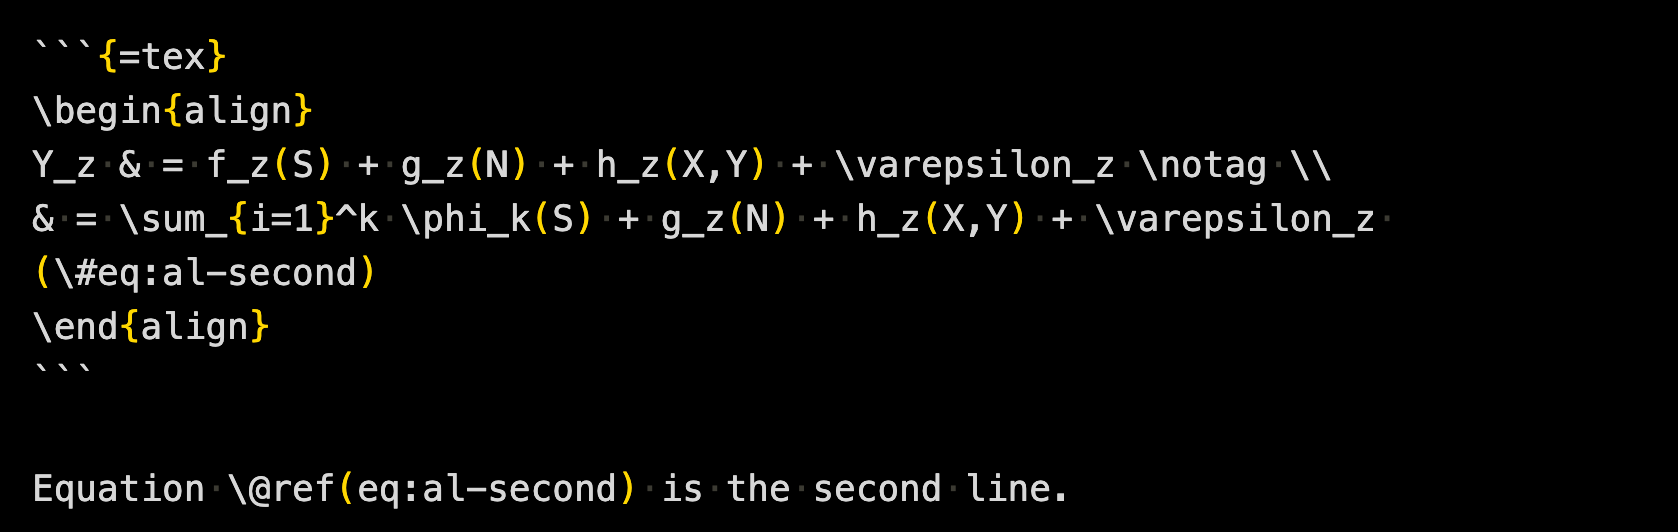 ```{=tex}
\begin{align}
Y_z & = f_z(S) + g_z(N) + h_z(X,Y) + \varepsilon_z \notag \\
& = \sum_{i=1}^k \phi_k(S) + g_z(N) + h_z(X,Y) + \varepsilon_z 
(\#eq:al-second)
\end{align}
```

Equation \@ref(eq:al-second) is the second line.